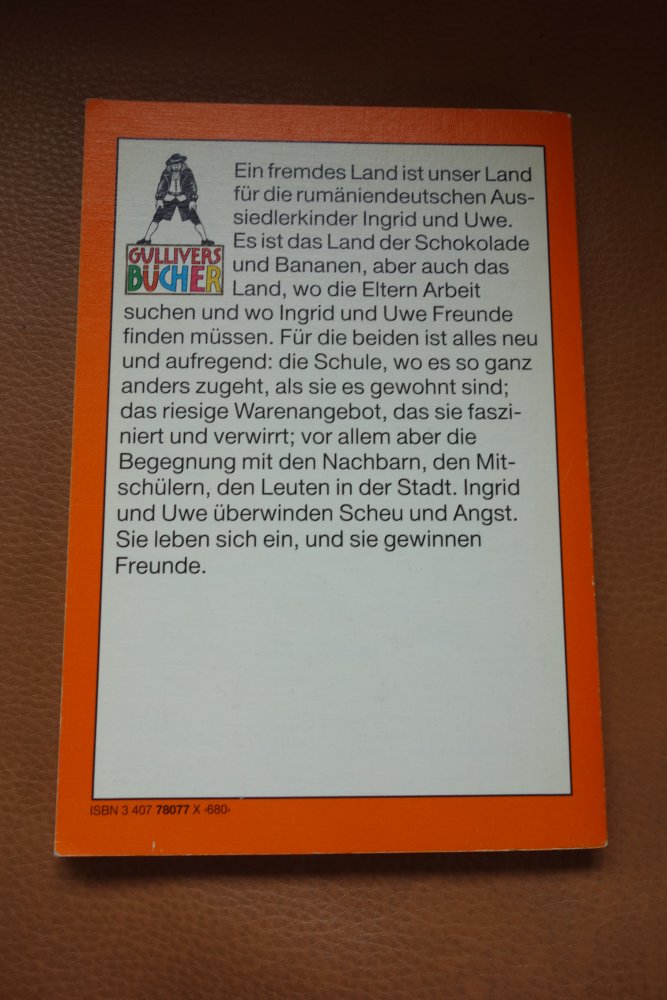 GULLIVERS
BÜCHER
Ein fremdes Land ist unser Land
für die rumäniendeutschen Aus-
siedlerkinder Ingrid und Uwe.
Es ist das Land der Schokolade
und Bananen, aber auch das
Land, wo die Eltern Arbeit
suchen und wo Ingrid und Uwe Freunde
finden müssen. Für die beiden ist alles neu
und aufregend: die Schule, wo es so ganz
anders zugeht, als sie es gewohnt sind;
das riesige Warenangebot, das sie faszi-
niert und verwirrt; vor allem aber die
Begegnung mit den Nachbarn, den Mit-
schülern, den Leuten in der Stadt. Ingrid
und Uwe überwinden Scheu und Angst.
Sie leben sich ein, und sie gewinnen
Freunde.
ISBN 3 407 78077 X ‹680›